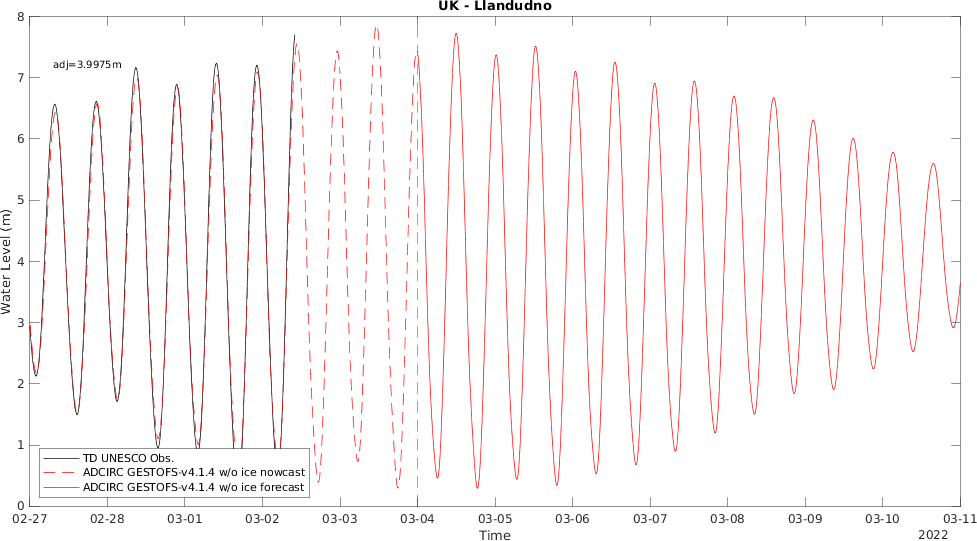 UK - Llandudno
8
7
6
5
4
3
2
1
0
Water Level (m)
adj=3.9975m
TD UNESCO Obs.
ADCIRC GESTOFS-v4.1.4 w/o ice nowcast
ADCIRC GESTOFS-v4.1.4 w/o ice forecast
02-27 02-28 03-01 03-02 03-03 03-04 03-05 03-06 03-07 03-08 03-09 03-10 03-11
Time
2022